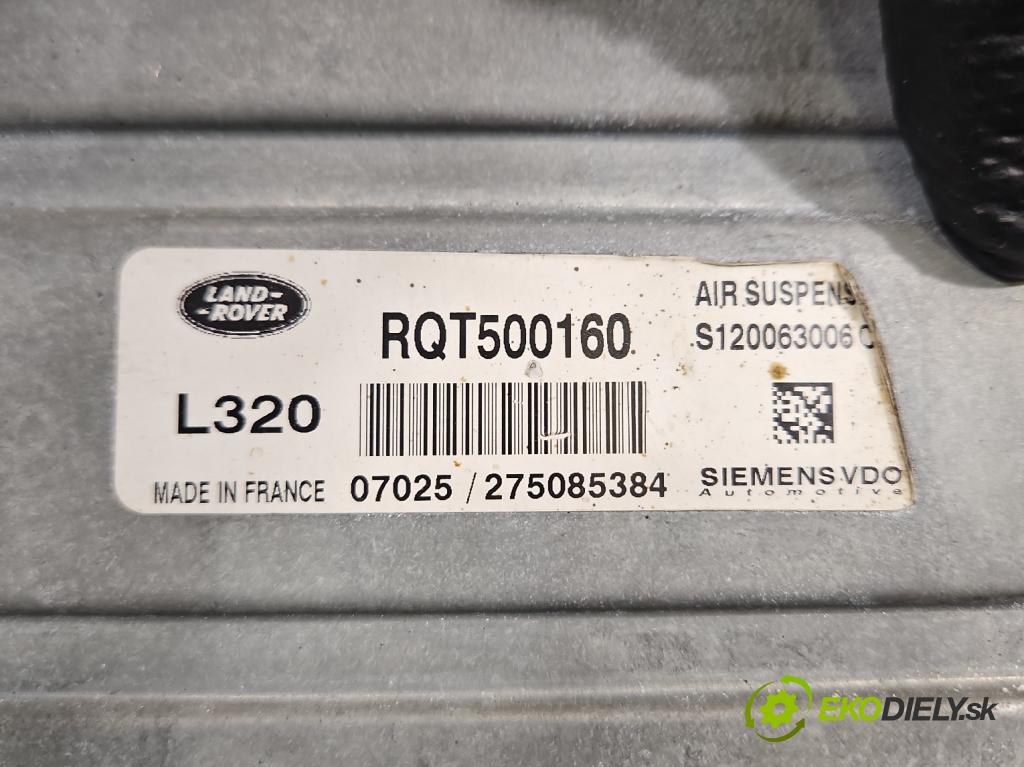 LAND-
-ROVER
RQT500160
AIR SUSPENS
S120063006 C
L320
MADE IN FRANCE
07025 / 275085384
SIEMENS VDO
Automotive
EKODIELY.sk